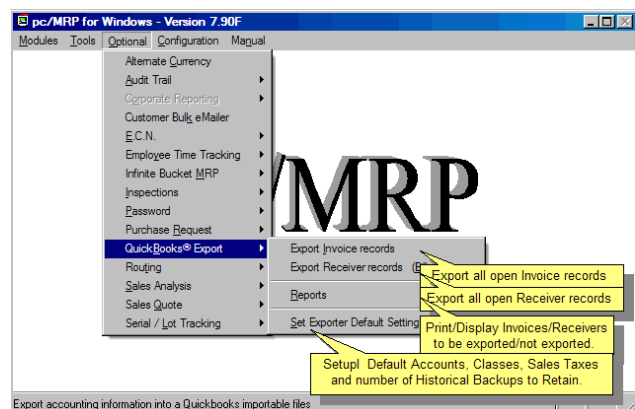 pc/MRP for Windows - Version 7.90F
Modules Tools Optional Configuration Manual
Alternate Currency
Audit Trail
Corporate Reporting
Customer Bulk eMailer
E.C.N.
Employee Time Tracking
Infinite Bucket MRP
Inspections
Password
Purchase Request
QuickBooks® Export
Routing
Sales Analysis
Sales Quote
Serial / Lot Tracking
/MRP
Export Invoice records
Export Receiver records
Reports
Set Exporter Default Setting
Export all open Invoice records
Export all open Receiver records
Print/Display Invoices/Receivers
to be exported/not exported.
Setupl Default Accounts, Classes, Sales Taxes
and number of Historical Backups to Retain.
Export accounting information into a Quickbooks importable files